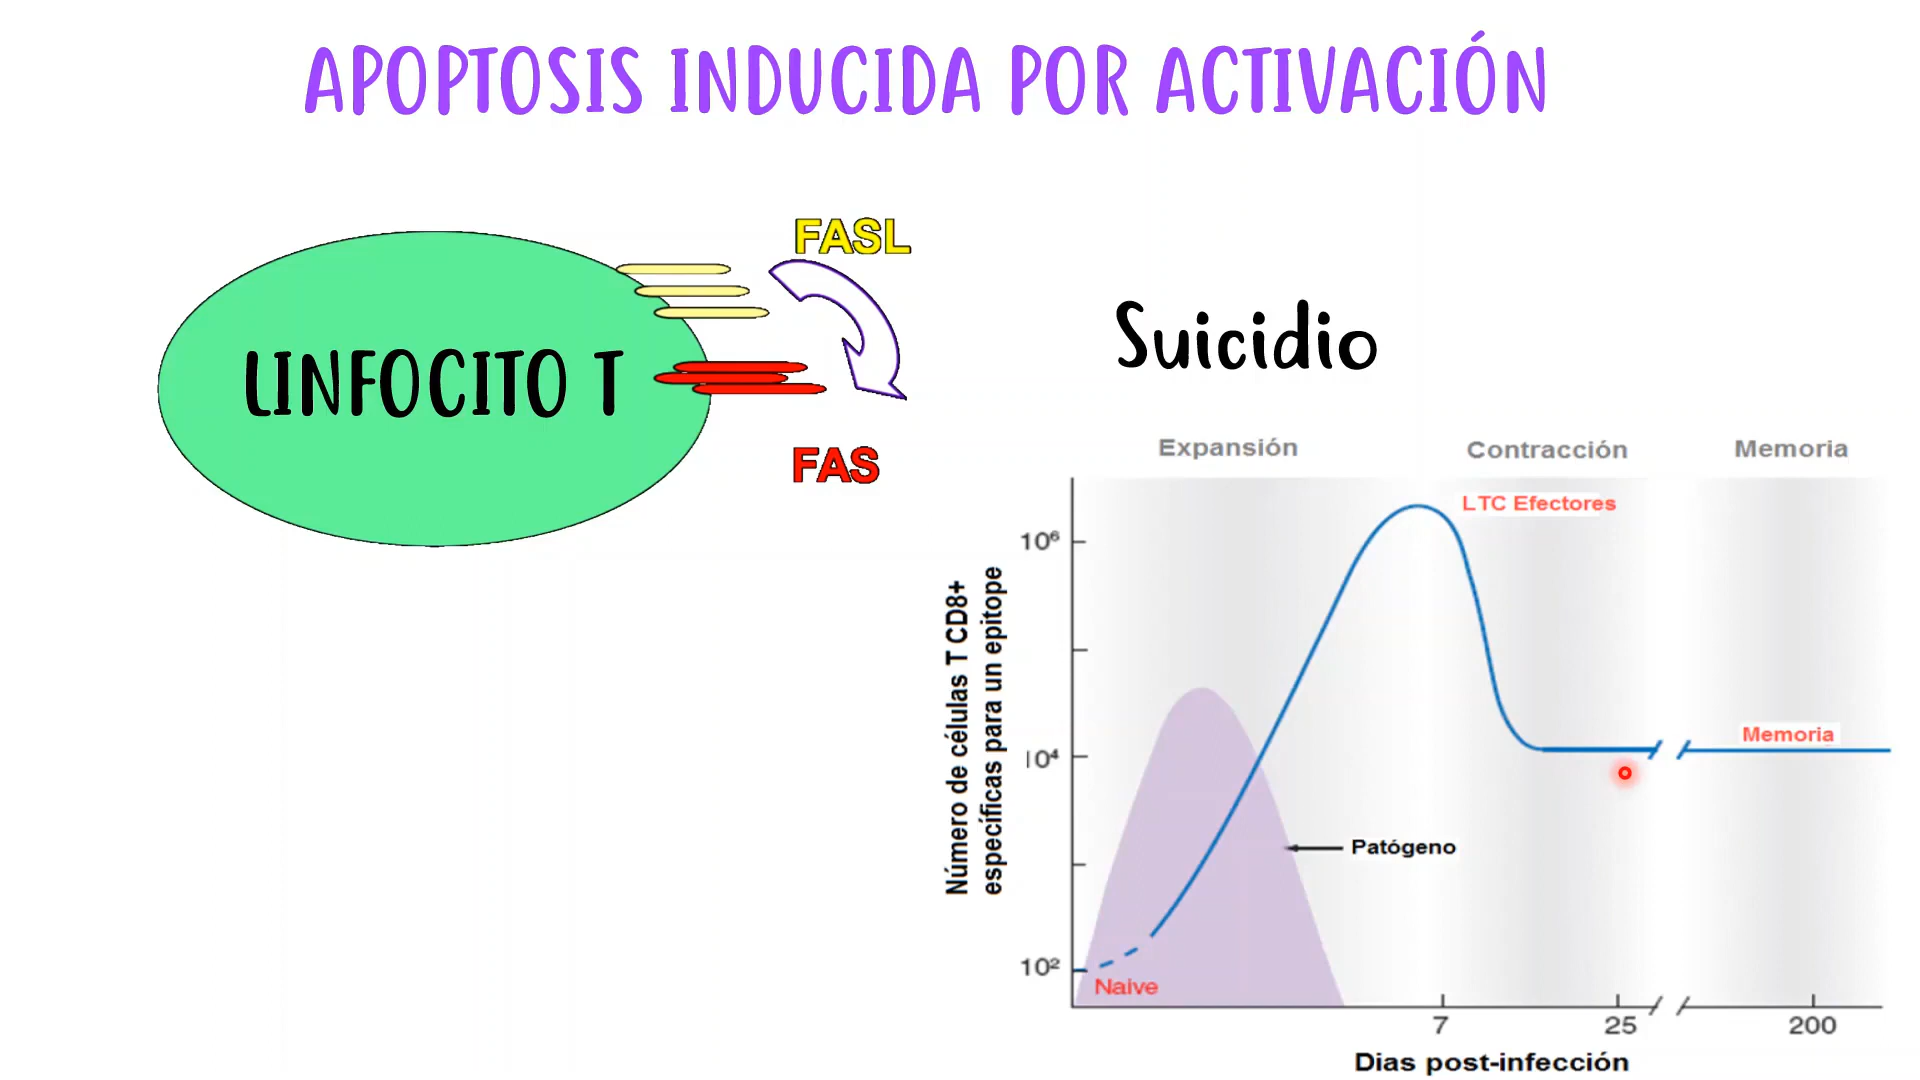 APOPTOSIS INDUCIDA POR ACTIVACIÓN
FASL
LINFOCITO T
FAS
Suicidio
Expansión
Contracción
Memoria
LTC Efectores
10⁶
10⁴
10²
Número de células T CD8+
específicas para un epitope
Memoria
Patógeno
Naive
7
25
200
Dias post-infección